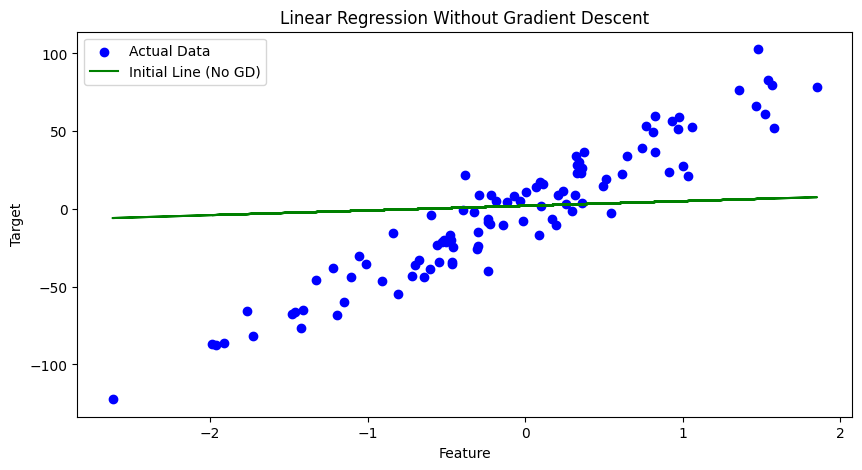 Linear Regression Without Gradient Descent
Actual Data
Initial Line (No GD)
100
50
0
−50
−100
Target
−2
−1
0
1
2
Feature